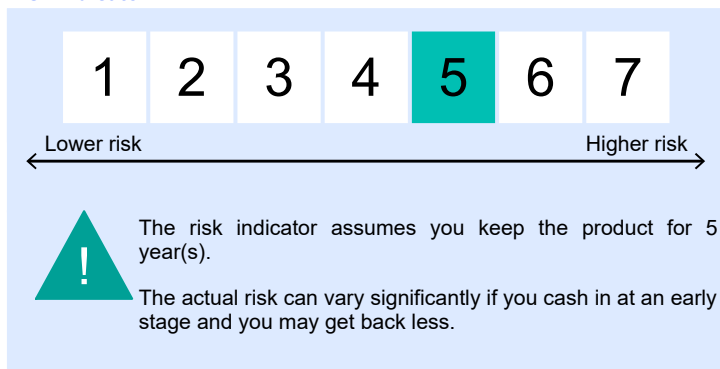 1 2 3 4 5 6 7
Lower risk Higher risk
!
The risk indicator assumes you keep the product for 5
year(s).
The actual risk can vary significantly if you cash in at an early
stage and you may get back less.